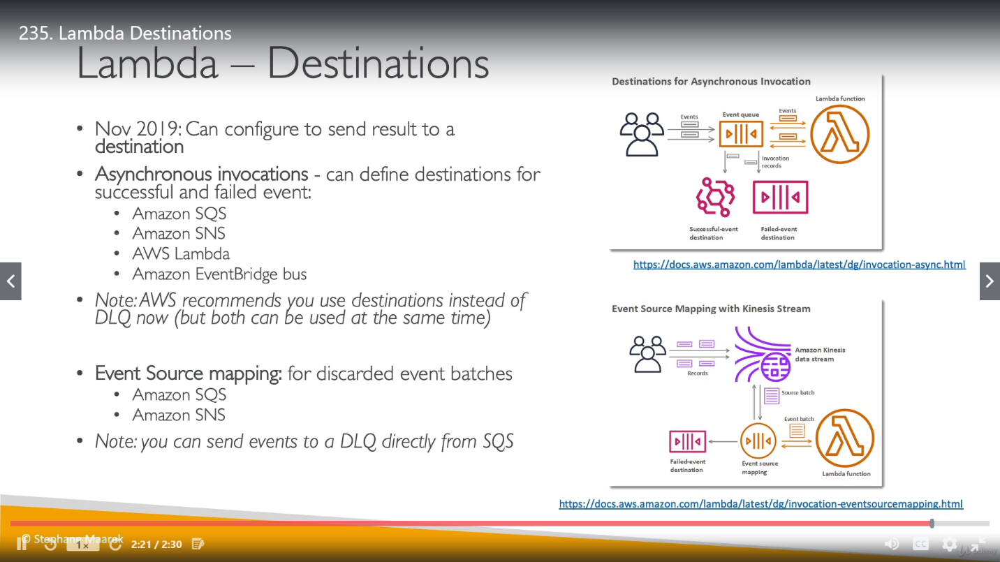 235. Lambda Destinations
Lambda – Destinations
• Nov 2019: Can configure to send result to a
destination
• Asynchronous invocations - can define destinations for
successful and failed event:
• Amazon SQS
• Amazon SNS
• AWS Lambda
• Amazon EventBridge bus
• Note: AWS recommends you use destinations instead of
DLQ now (but both can be used at the same time)
• Event Source mapping: for discarded event batches
• Amazon SQS
• Amazon SNS
• Note: you can send events to a DLQ directly from SQS
Destinations for Asynchronous Invocation
Lambda function
Events
Event queue
Events
Invocation
records
Successful-event
destination
Failed-event
destination
https://docs.aws.amazon.com/lambda/latest/dg/invocation-async.html
Event Source Mapping with Kinesis Stream
Amazon Kinesis
data stream
Records
Source batch
Event batch
Failed-event
destination
Event source
mapping
Lambda function
https://docs.aws.amazon.com/lambda/latest/dg/invocation-eventsourcemapping.html
© Stephane Maarek
1x
2:21 / 2:30
CC
Udemy